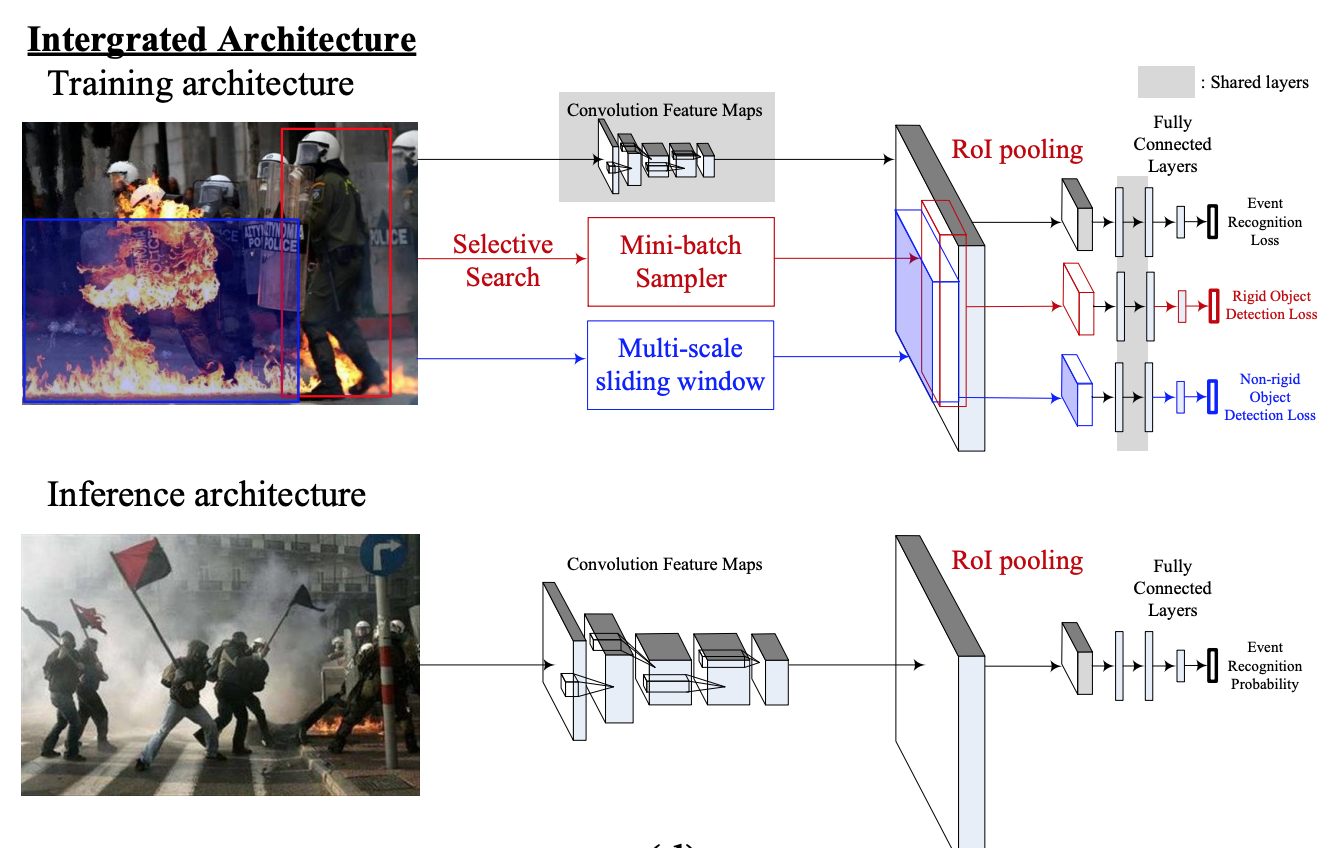 Intergrated Architecture
Training architecture
: Shared layers
Convolution Feature Maps
RoI pooling
Fully
Connected
Layers
Selective
Search
Mini-batch
Sampler
Multi-scale
sliding window
Event
Recognition
Loss
Rigid Object
Detection Loss
Non-rigid
Object
Detection Loss
POLICE
POLICE
Inference architecture
Convolution Feature Maps
RoI pooling
Fully
Connected
Layers
Event
Recognition
Probability